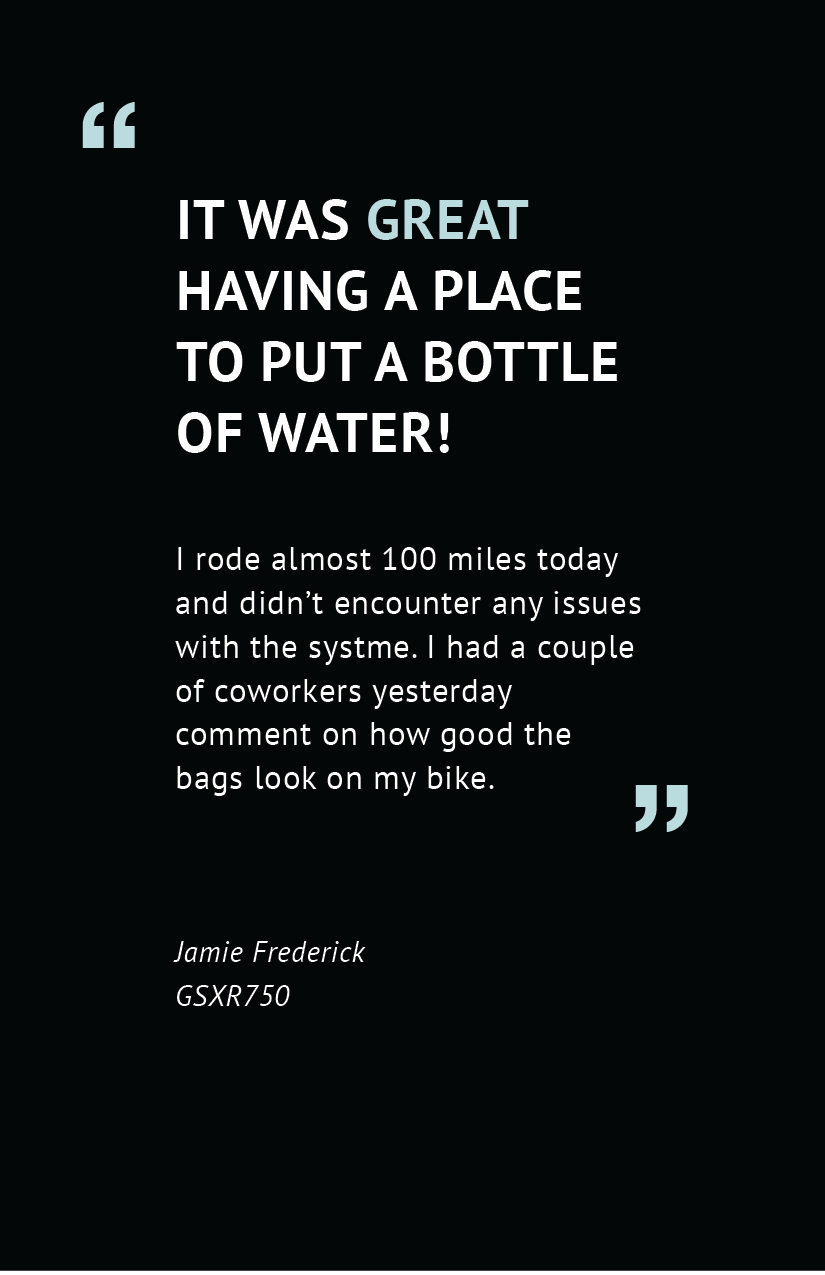 “
IT WAS GREAT
HAVING A PLACE
TO PUT A BOTTLE
OF WATER!
I rode almost 100 miles today
and didn’t encounter any issues
with the systme. I had a couple
of coworkers yesterday
comment on how good the
bags look on my bike.
”
Jamie Frederick
GSXR750